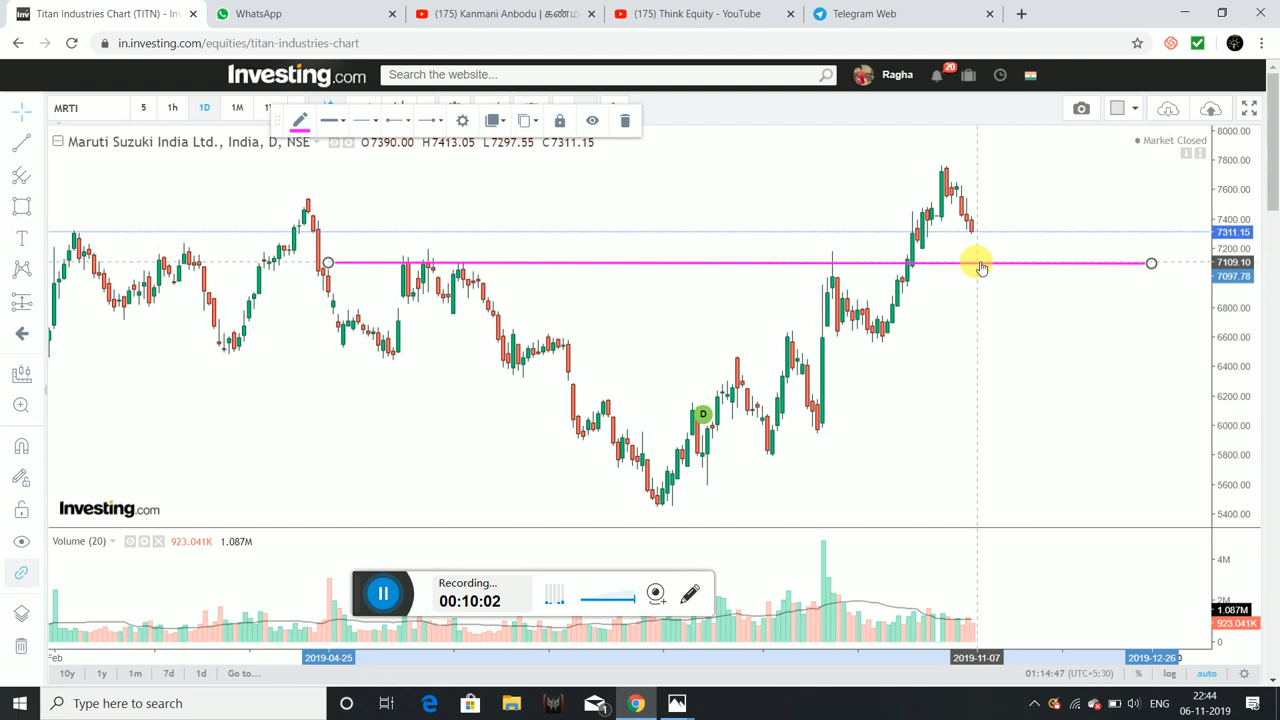 Titan Industries Chart (TITN) - Inv
WhatsApp
(175) Think Equity - YouTube
Telegram Web
in.investing.com/equities/titan-industries-chart
Investing.com
Search the website...
Ragha
20
MRTI
5
1h
1D
1M
Maruti Suzuki India Ltd., India, D, NSE
O7390.00 H7413.05 L7297.55 C7311.15
Market Closed
8000.00
7800.00
7600.00
7400.00
7311.15
7200.00
7109.10
7097.78
6800.00
6600.00
6400.00
6200.00
6000.00
5800.00
5600.00
5400.00
D
Investing.com
Volume (20)
923.041K
1.087M
4M
2M
1.087M
923.041K
0
Recording...
00:10:02
Feb
2019-04-25
2019-11-07
2019-12-26
10y
1y
1m
7d
1d
Go to...
01:14:47 (UTC+5:30)
%
log
auto
Type here to search
1
ENG
22:44
06-11-2019
3